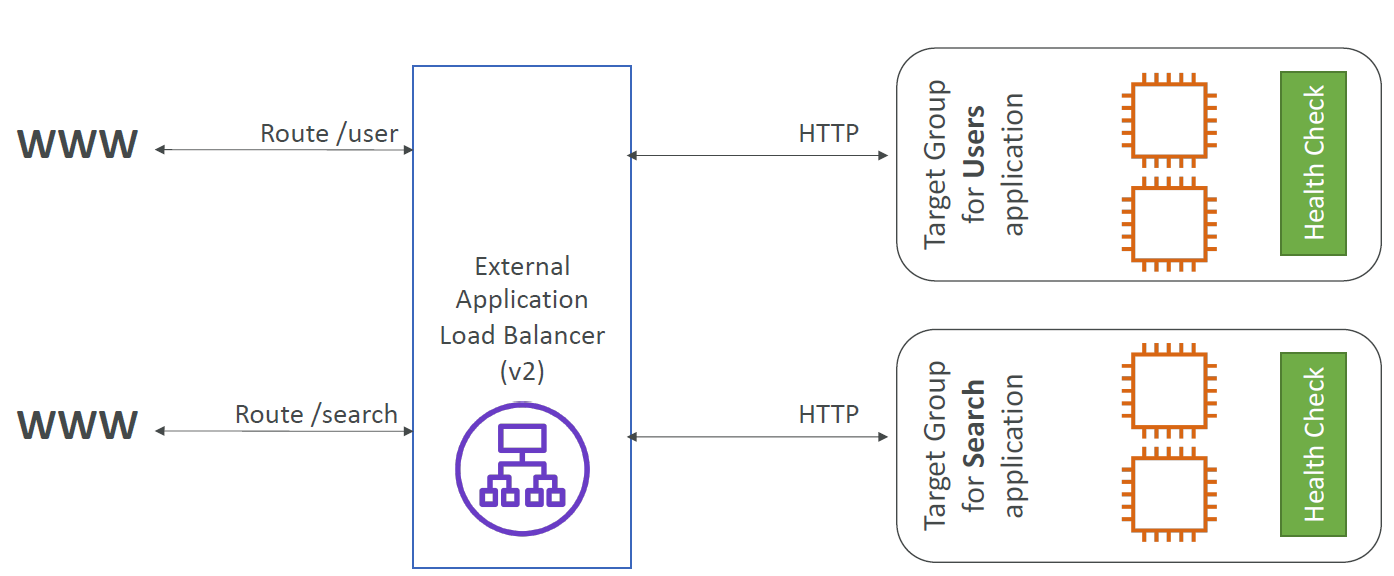 WWW
Route /user
HTTP
Target Group
for Users
application
Health Check
External
Application
Load Balancer
(v2)
WWW
Route /search
HTTP
Target Group
for Search
application
Health Check